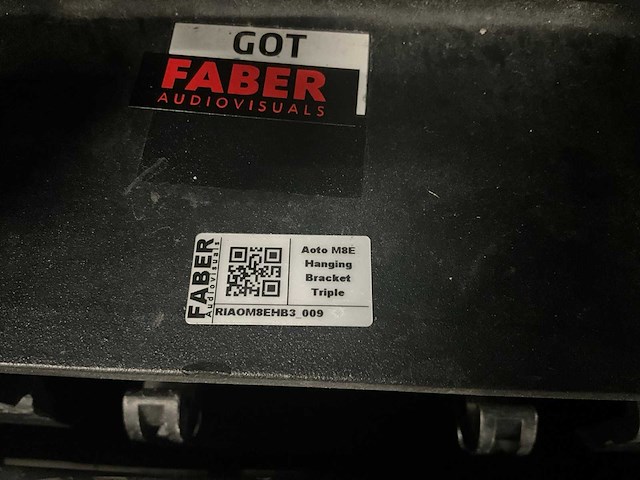 GOT
FABER
AUDIOVISUALS
FABER
Audiovisuals
Aoto M8E
Hanging
Bracket
Triple
RIAOM8EHB3_009